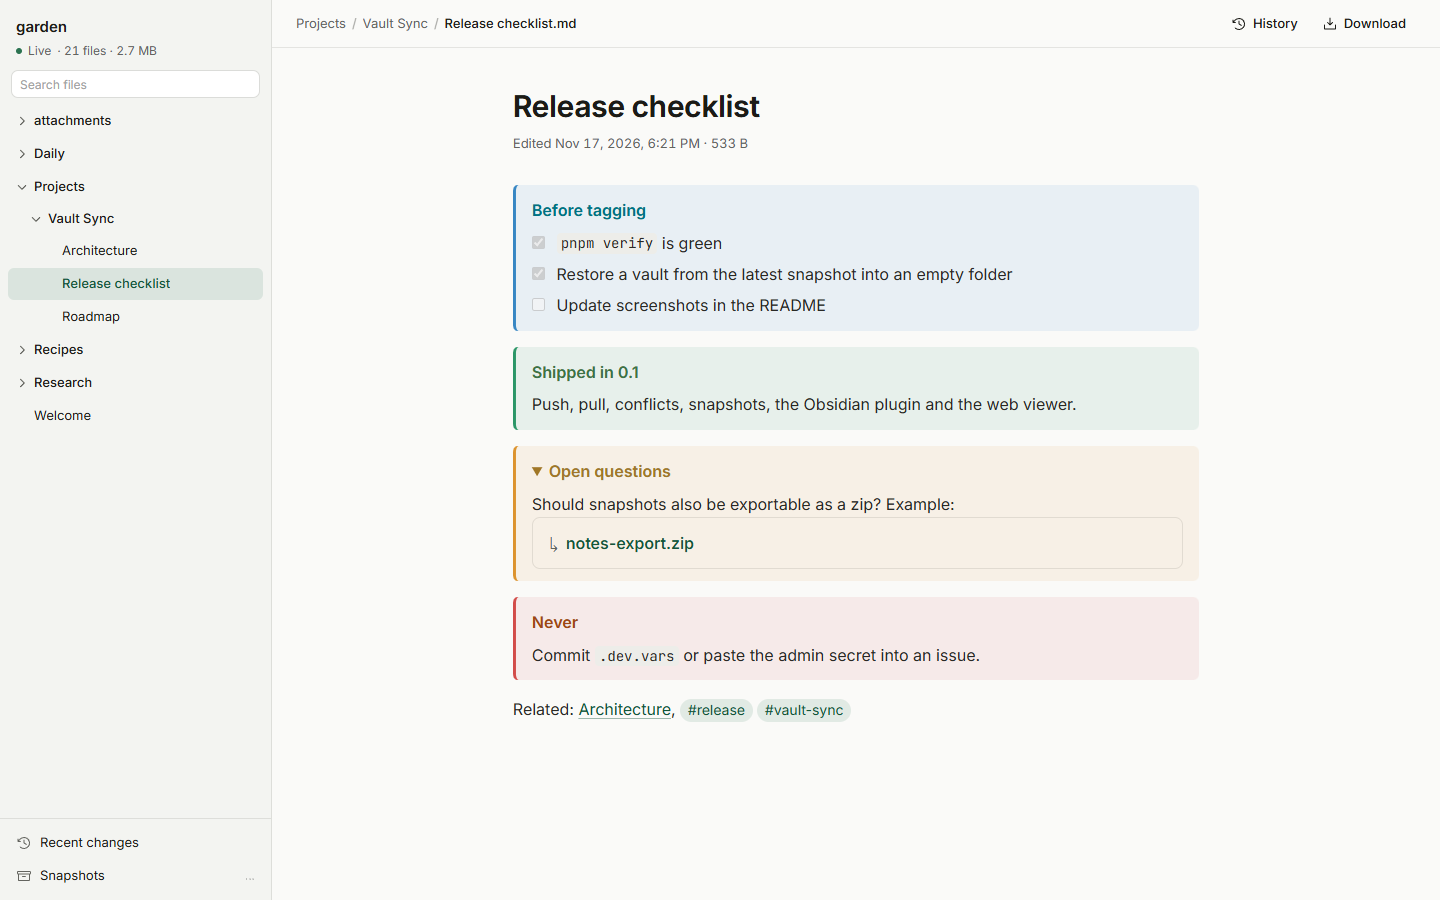 garden
Live · 21 files · 2.7 MB
Search files
attachments
Daily
Projects
Vault Sync
Architecture
Release checklist
Roadmap
Recipes
Research
Welcome
Recent changes
Snapshots ...
Projects / Vault Sync / Release checklist.md
History
Download
Release checklist
Edited Nov 17, 2026, 6:21 PM · 533 B
Before tagging
pnpm verify is green
Restore a vault from the latest snapshot into an empty folder
Update screenshots in the README
Shipped in 0.1
Push, pull, conflicts, snapshots, the Obsidian plugin and the web viewer.
Open questions
Should snapshots also be exportable as a zip? Example:
↳ notes-export.zip
Never
Commit .dev.vars or paste the admin secret into an issue.
Related: Architecture, #release #vault-sync